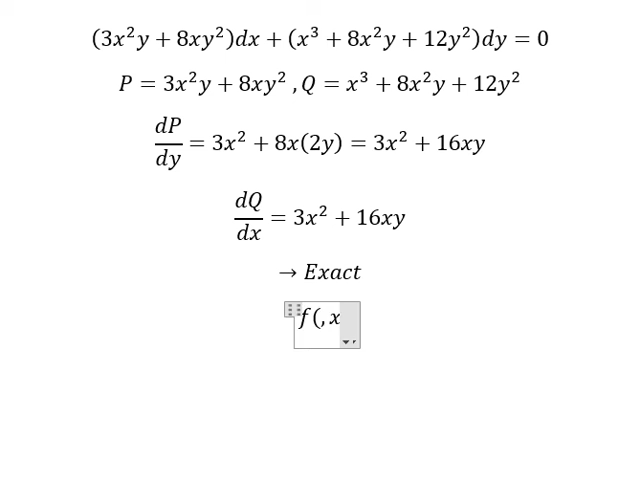 (3x²y + 8xy²)dx + (x³ + 8x²y + 12y²)dy = 0
P = 3x²y + 8xy² , Q = x³ + 8x²y + 12y²
dP/dy = 3x² + 8x(2y) = 3x² + 16xy
dQ/dx = 3x² + 16xy
→ Exact
f(, x